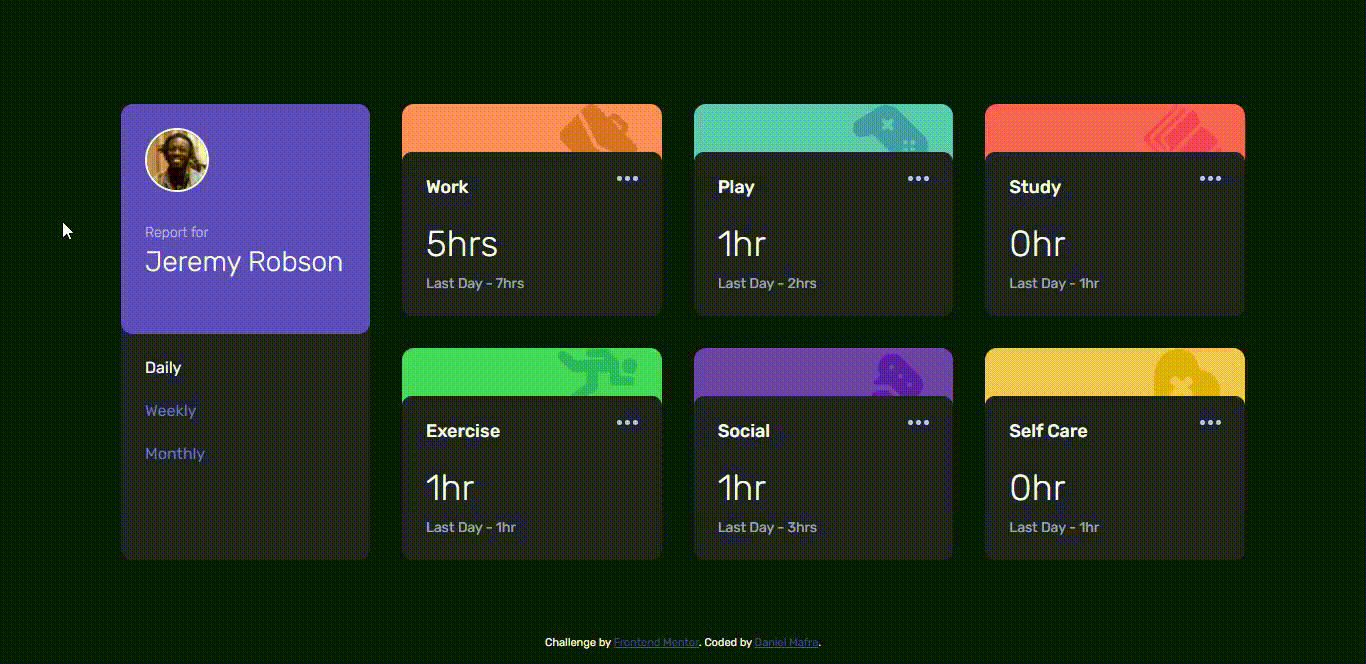 Report for
Jeremy Robson
Daily
Weekly
Monthly
Work
5hrs
Last Day - 7hrs
Play
1hr
Last Day - 2hrs
Study
0hr
Last Day - 1hr
Exercise
1hr
Last Day - 1hr
Social
1hr
Last Day - 3hrs
Self Care
0hr
Last Day - 1hr
Challenge by Frontend Mentor. Coded by Daniel Mafra.